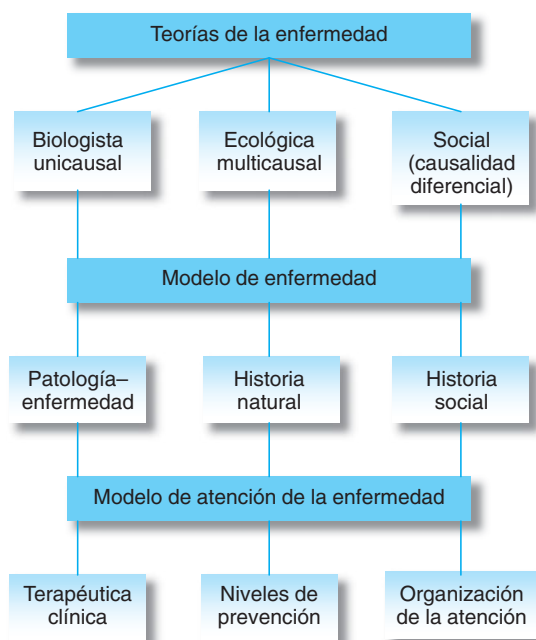 Teorías de la enfermedad
Biologista
unicausal
Ecológica
multicausal
Social
(causalidad
diferencial)
Modelo de enfermedad
Patología–
enfermedad
Historia
natural
Historia
social
Modelo de atención de la enfermedad
Terapéutica
clínica
Niveles de
prevención
Organización
de la atención